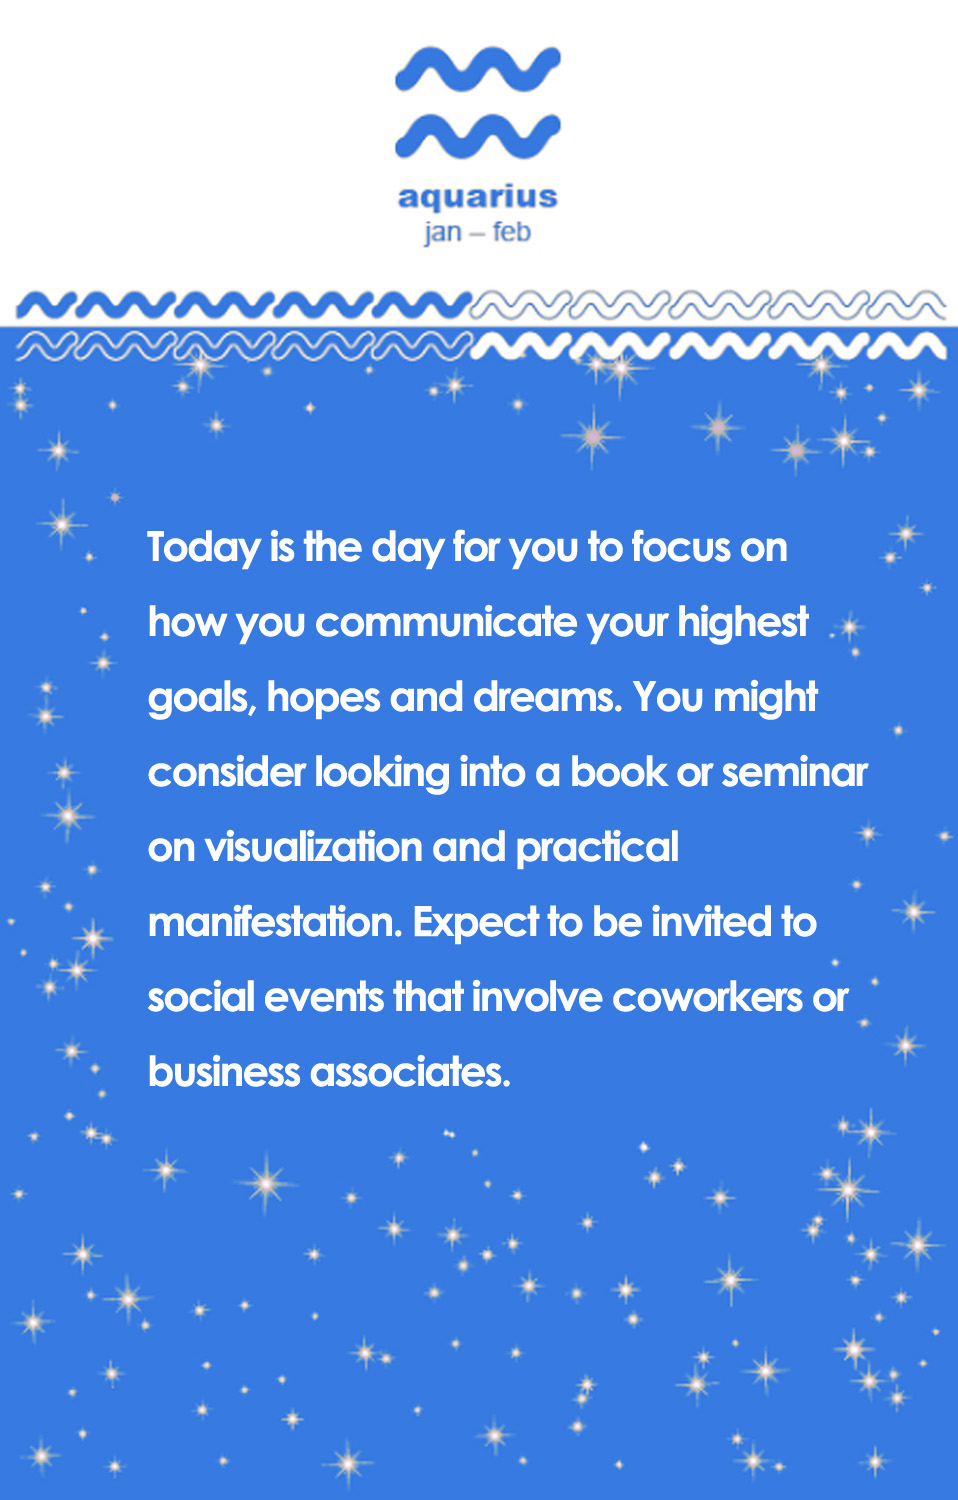 aquarius
jan – feb
Today is the day for you to focus on
how you communicate your highest
goals, hopes and dreams. You might
consider looking into a book or seminar
on visualization and practical
manifestation. Expect to be invited to
social events that involve coworkers or
business associates.